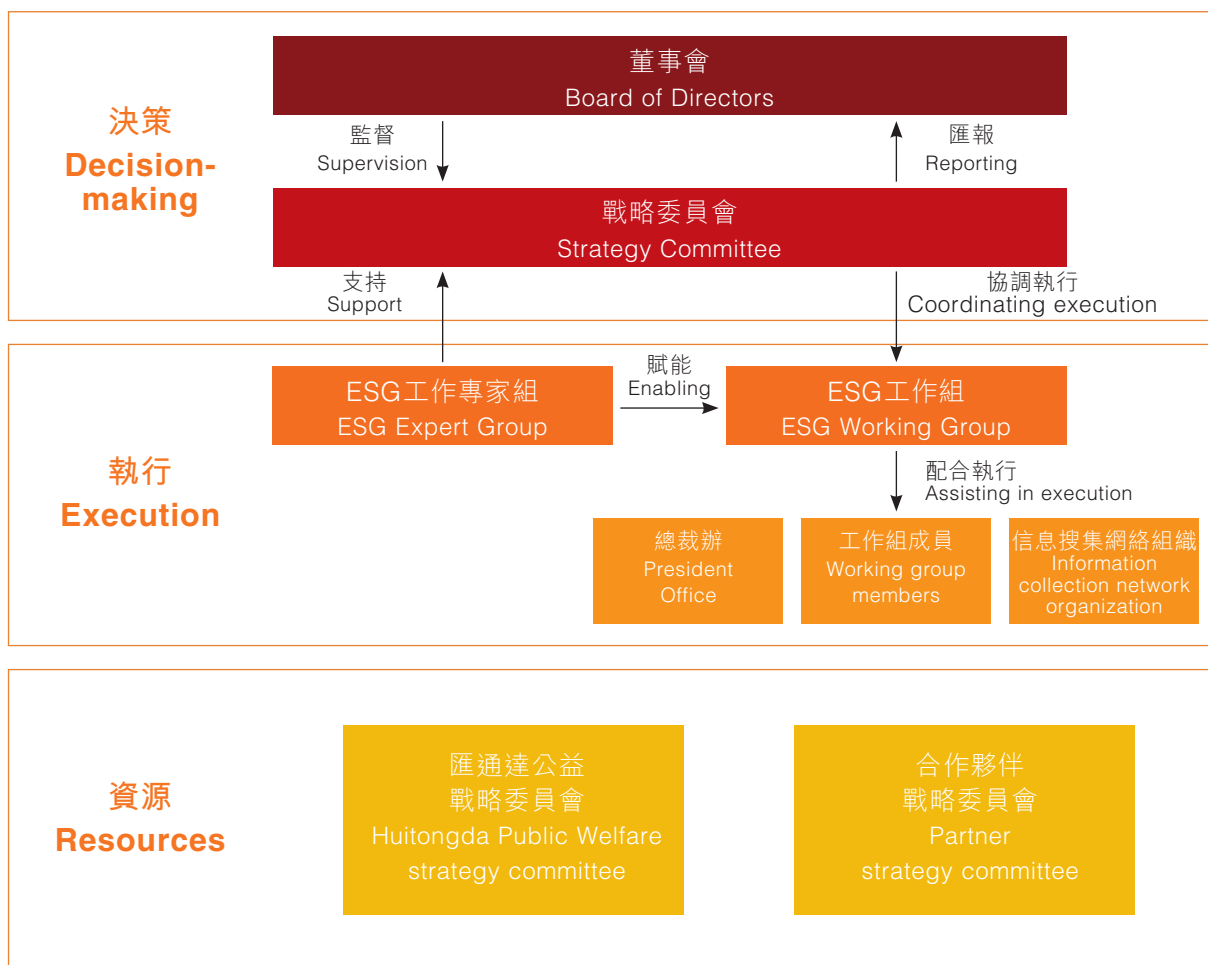 決策
Decision-
making
董事會
Board of Directors
監督
Supervision
匯報
Reporting
戰略委員會
Strategy Committee
支持
Support
協調執行
Coordinating execution
執行
Execution
ESG工作專家組
ESG Expert Group
賦能
Enabling
ESG工作組
ESG Working Group
配合執行
Assisting in execution
總裁辦
President
Office
工作組成員
Working group
members
信息搜集網絡組織
Information
collection network
organization
資源
Resources
匯通達公益
戰略委員會
Huitongda Public Welfare
strategy committee
合作夥伴
戰略委員會
Partner
strategy committee